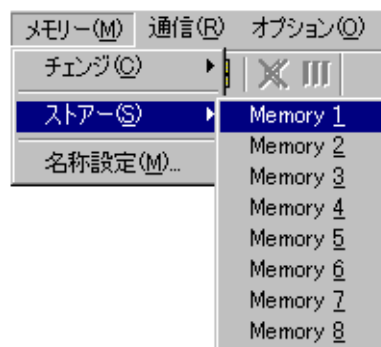 メモリー(M) 通信(R) オプション(O)
チェンジ(C)
ストアー(S)
名称設定(M)...
Memory 1
Memory 2
Memory 3
Memory 4
Memory 5
Memory 6
Memory 7
Memory 8